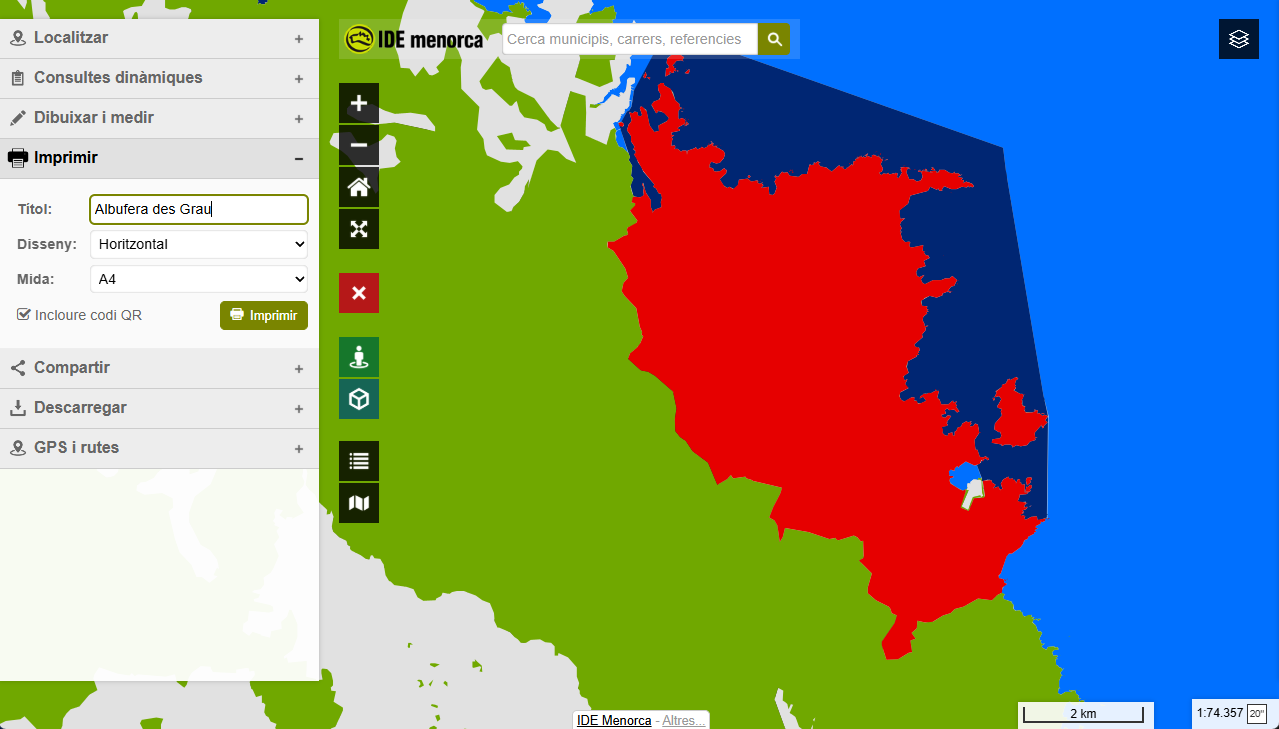 Localitzar +
Consultes dinàmiques +
Dibuixar i medir +
Imprimir −
Títol: Albufera des Grau
Disseny: Horitzontal
Mida: A4
Incloure codi QR Imprimir
Compartir +
Descarregar +
GPS i rutes +
IDE menorca Cerca municipis, carrers, referencies
IDE Menorca - Altres...
2 km
1:74.357 20"